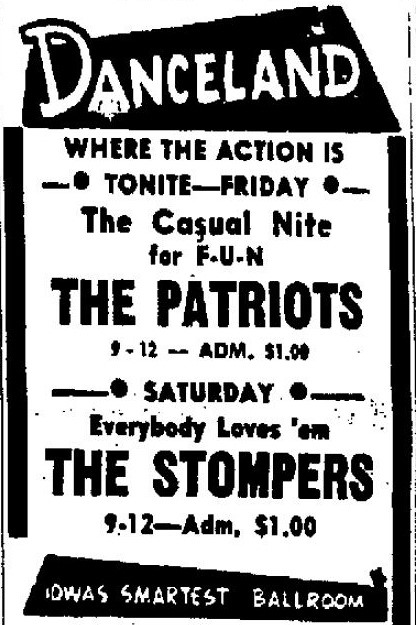 DANCELAND
WHERE THE ACTION IS
—• TONITE—FRIDAY •—
The Casual Nite
for F-U-N
THE PATRIOTS
9-12 — ADM. $1.00
—• SATURDAY •—
Everybody Loves 'em
THE STOMPERS
9-12—Adm. $1.00
IOWAS SMARTEST BALLROOM